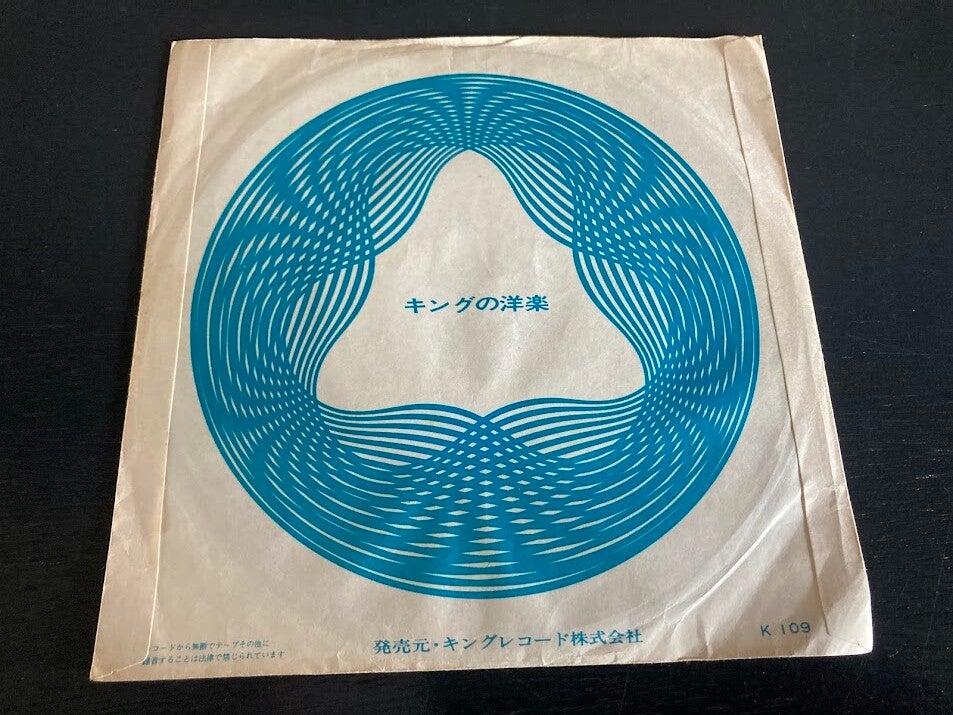 キングの洋楽
発売元・キングレコード株式会社
K 109
コードから無断でテープその他に
録音することは法律で禁じられています